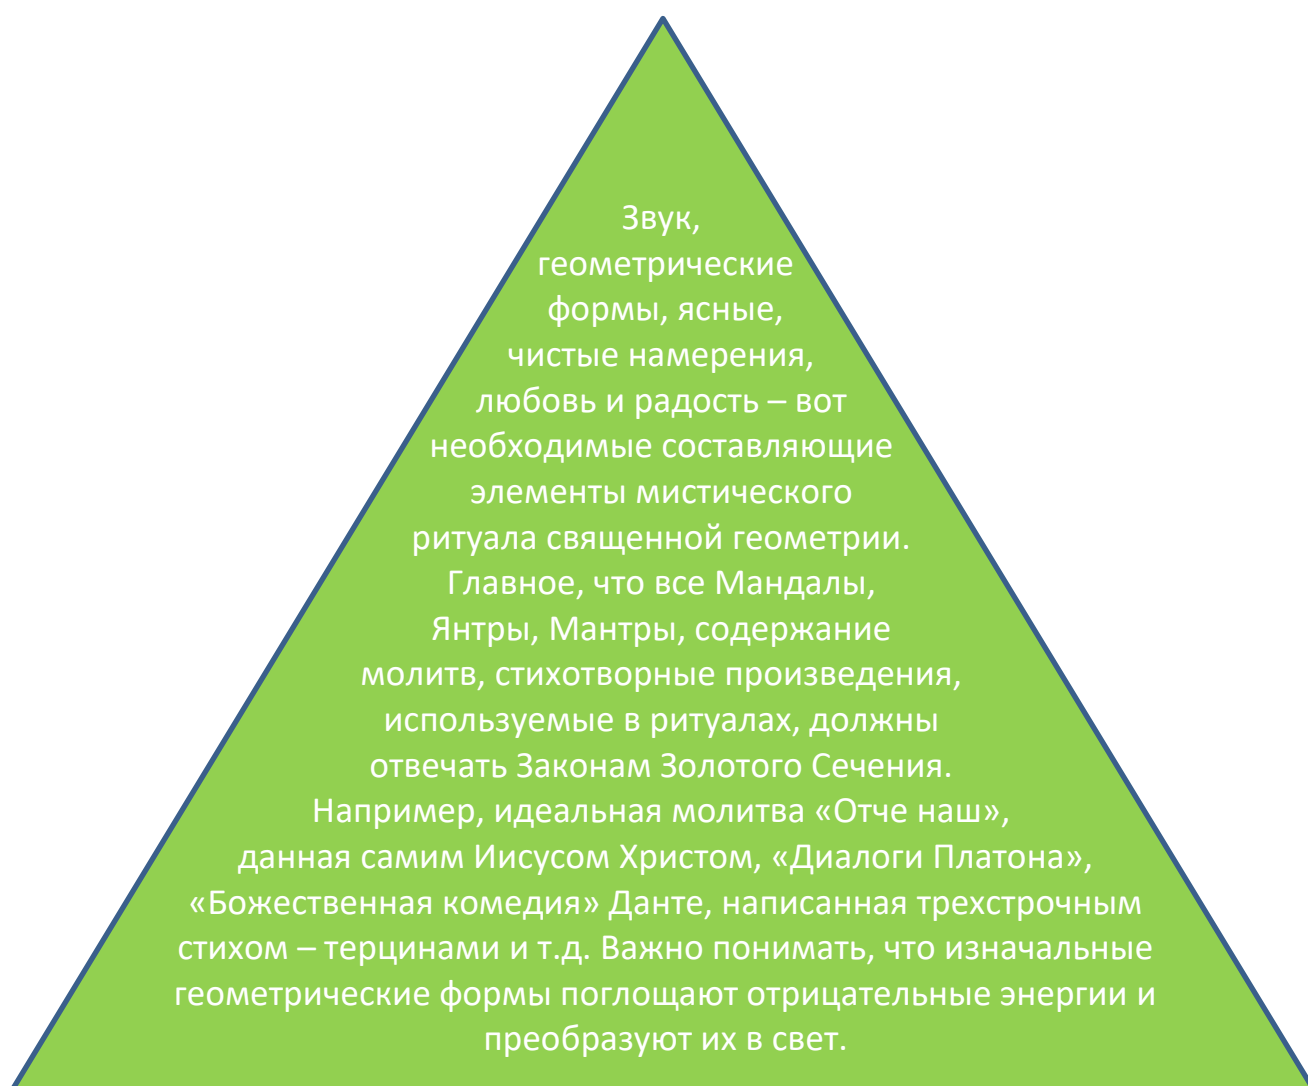 Звук,
геометрические
формы, ясные,
чистые намерения,
любовь и радость – вот
необходимые составляющие
элементы мистического
ритуала священной геометрии.
Главное, что все Мандалы,
Янтры, Мантры, содержание
молитв, стихотворные произведения,
используемые в ритуалах, должны
отвечать Законам Золотого Сечения.
Например, идеальная молитва «Отче наш»,
данная самим Иисусом Христом, «Диалоги Платона»,
«Божественная комедия» Данте, написанная трехстрочным
стихом – терцинами и т.д. Важно понимать, что изначальные
геометрические формы поглощают отрицательные энергии и
преобразуют их в свет.